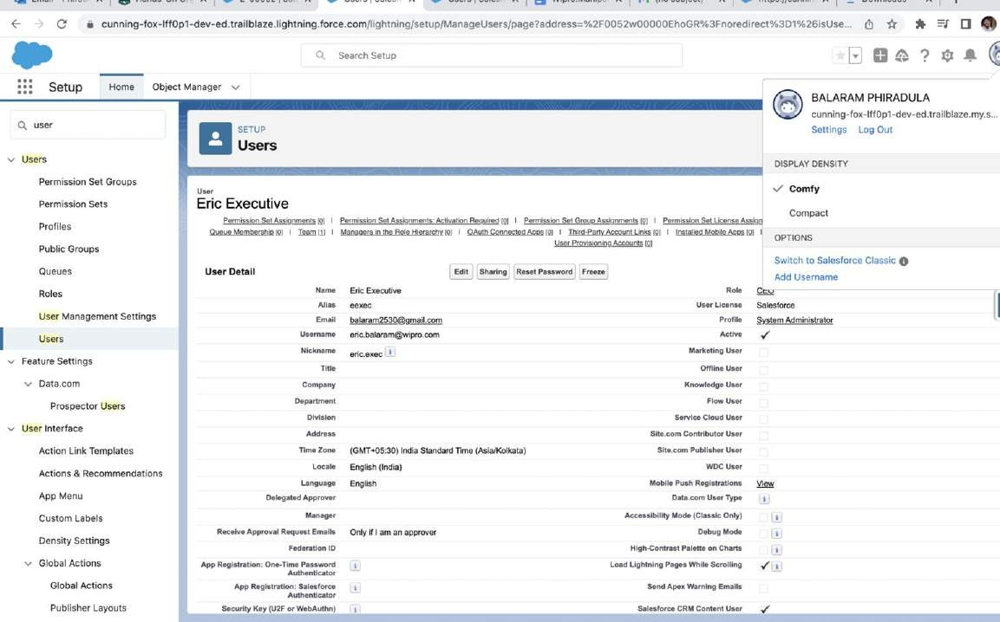 cunning-fox-lff0p1-dev-ed.trailblaze.lightning.force.com/lightning/setup/ManageUsers/page?address=%2F0052w00000EhoGR%3Fnoredirect%3D1%26isUse...
Search Setup
Setup
Home
Object Manager
BALARAM PHIRADULA
cunning-fox-lff0p1-dev-ed.trailblaze.my.s...
Settings Log Out
DISPLAY DENSITY
Comfy
Compact
OPTIONS
Switch to Salesforce Classic
Add Username
user
Users
Permission Set Groups
Permission Sets
Profiles
Public Groups
Queues
Roles
User Management Settings
Users
Feature Settings
Data.com
Prospector Users
User Interface
Action Link Templates
Actions & Recommendations
App Menu
Custom Labels
Density Settings
Global Actions
Global Actions
Publisher Layouts
SETUP
Users
User
Eric Executive
Permission Set Assignments [0] | Permission Set Assignments: Activation Required [0] | Permission Set Group Assignments [0] | Permission Set License Assign
Queue Membership [0] | Team [1] | Managers in the Role Hierarchy [0] | OAuth Connected Apps [0] | Third-Party Account Links [0] | Installed Mobile Apps [0] |
User Provisioning Accounts [0]
User Detail
Edit Sharing Reset Password Freeze
Name Eric Executive Role CEO
Alias eexec User License Salesforce
Email balaram2530@gmail.com Profile System Administrator
Username eric.balaram@wipro.com Active
Nickname eric.exec Marketing User
Title Offline User
Company Knowledge User
Department Flow User
Division Service Cloud User
Address Site.com Contributor User
Time Zone (GMT+05:30) India Standard Time (Asia/Kolkata) Site.com Publisher User
Locale English (India) WDC User
Language English Mobile Push Registrations View
Delegated Approver Data.com User Type
Manager Accessibility Mode (Classic Only)
Receive Approval Request Emails Only if I am an approver Debug Mode
Federation ID High-Contrast Palette on Charts
App Registration: One-Time Password Authenticator Load Lightning Pages While Scrolling
App Registration: Salesforce Authenticator Send Apex Warning Emails
Security Key (U2F or WebAuthn) Salesforce CRM Content User